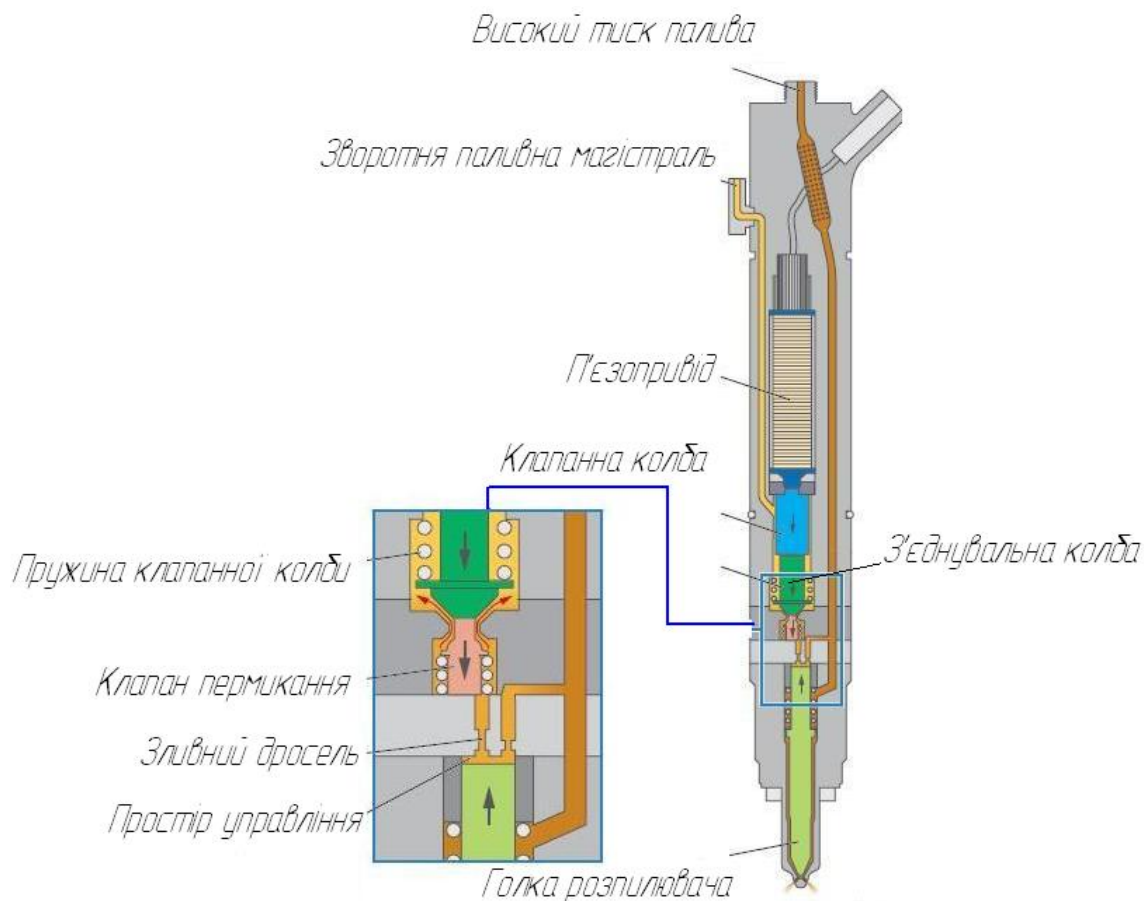 Високий тиск палива
Зворотня паливна магістраль
П'єзопривід
Клапанна колба
З'єднувальна колба
Пружина клапанної колби
Клапан пермикання
Зливний дросель
Простір управління
Голка розпилювача